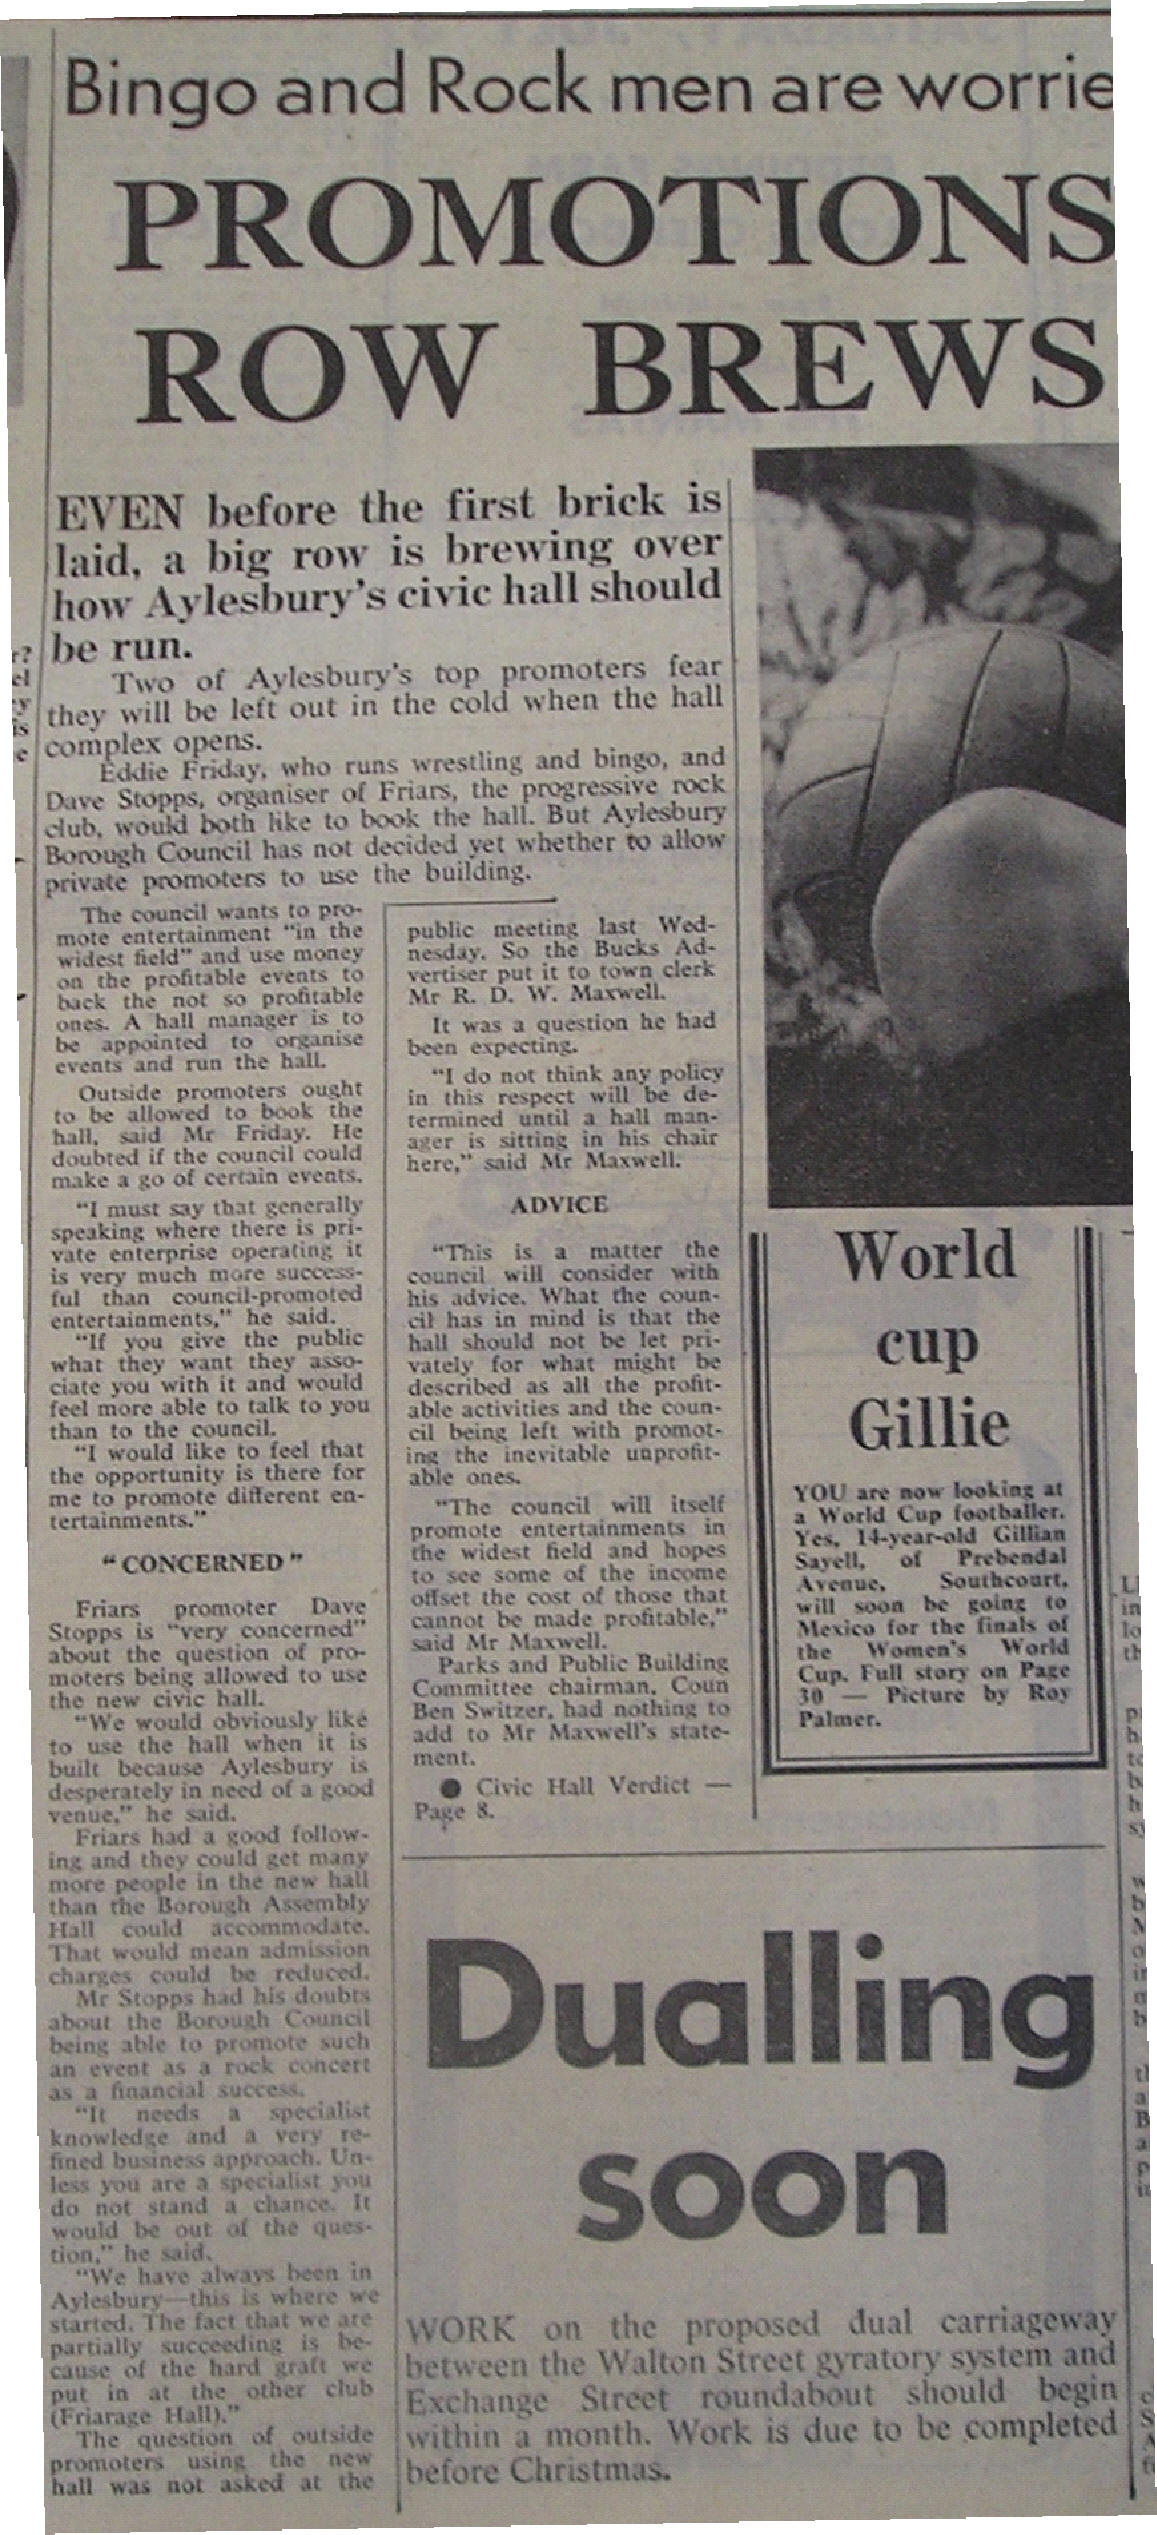 Bingo and Rock men are worrie
PROMOTIONS
ROW BREWS
EVEN before the first brick is
laid, a big row is brewing over
how Aylesbury's civic hall should
be run.
Two of Aylesbury's top promoters fear
they will be left out in the cold when the hall
complex opens.
Eddie Friday, who runs wrestling and bingo, and
Dave Stopps, organiser of Friars, the progressive rock
club, would both like to book the hall. But Aylesbury
Borough Council has not decided yet whether to allow
private promoters to use the building.
The council wants to pro-
mote entertainment "in the
widest field" and use money
on the profitable events to
back the not so profitable
ones. A hall manager is to
be appointed to organise
events and run the hall.
Outside promoters ought
to be allowed to book the
hall, said Mr Friday. He
doubted if the council could
make a go of certain events.
"I must say that generally
speaking where there is pri-
vate enterprise operating it
is very much more success-
ful than council-promoted
entertainments," he said.
"If you give the public
what they want they asso-
ciate you with it and would
feel more able to talk to you
than to the council.
"I would like to feel that
the opportunity is there for
me to promote different en-
tertainments."
"CONCERNED"
Friars promoter Dave
Stopps is "very concerned"
about the question of pro-
moters being allowed to use
the new civic hall.
"We would obviously like
to use the hall when it is
built because Aylesbury is
desperately in need of a good
venue," he said.
Friars had a good follow-
ing and they could get many
more people in the new hall
than the Borough Assembly
Hall could accommodate.
That would mean admission
charges could be reduced.
Mr Stopps had his doubts
about the Borough Council
being able to promote such
an event as a rock concert
as a financial success.
"It needs a specialist
knowledge and a very re-
fined business approach. Un-
less you are a specialist you
do not stand a chance. It
would be out of the ques-
tion," he said.
"We have always been in
Aylesbury—this is where we
started. The fact that we are
partially succeeding is be-
cause of the hard graft we
put in at the other club
(Friarage Hall)."
The question of outside
promoters using the new
hall was not asked at the
public meeting last Wed-
nesday. So the Bucks Ad-
vertiser put it to town clerk
Mr R. D. W. Maxwell.
It was a question he had
been expecting.
"I do not think any policy
in this respect will be de-
termined until a hall man-
ager is sitting in his chair
here," said Mr Maxwell.
ADVICE
"This is a matter the
council will consider with
his advice. What the coun-
cil has in mind is that the
hall should not be let pri-
vately for what might be
described as all the profit-
able activities and the coun-
cil being left with promot-
ing the inevitable unprofit-
able ones.
"The council will itself
promote entertainments in
the widest field and hopes
to see some of the income
offset the cost of those that
cannot be made profitable,"
said Mr Maxwell.
Parks and Public Building
Committee chairman, Coun
Ben Switzer, had nothing to
add to Mr Maxwell's state-
ment.
● Civic Hall Verdict —
Page 8.
World
cup
Gillie
YOU are now looking at
a World Cup footballer.
Yes, 14-year-old Gillian
Sayell, of Prebendal
Avenue, Southcourt,
will soon be going to
Mexico for the finals of
the Women's World
Cup. Full story on Page
30 — Picture by Roy
Palmer.
Dualling
soon
WORK on the proposed dual carriageway
between the Walton Street gyratory system and
Exchange Street roundabout should begin
within a month. Work is due to be completed
before Christmas.